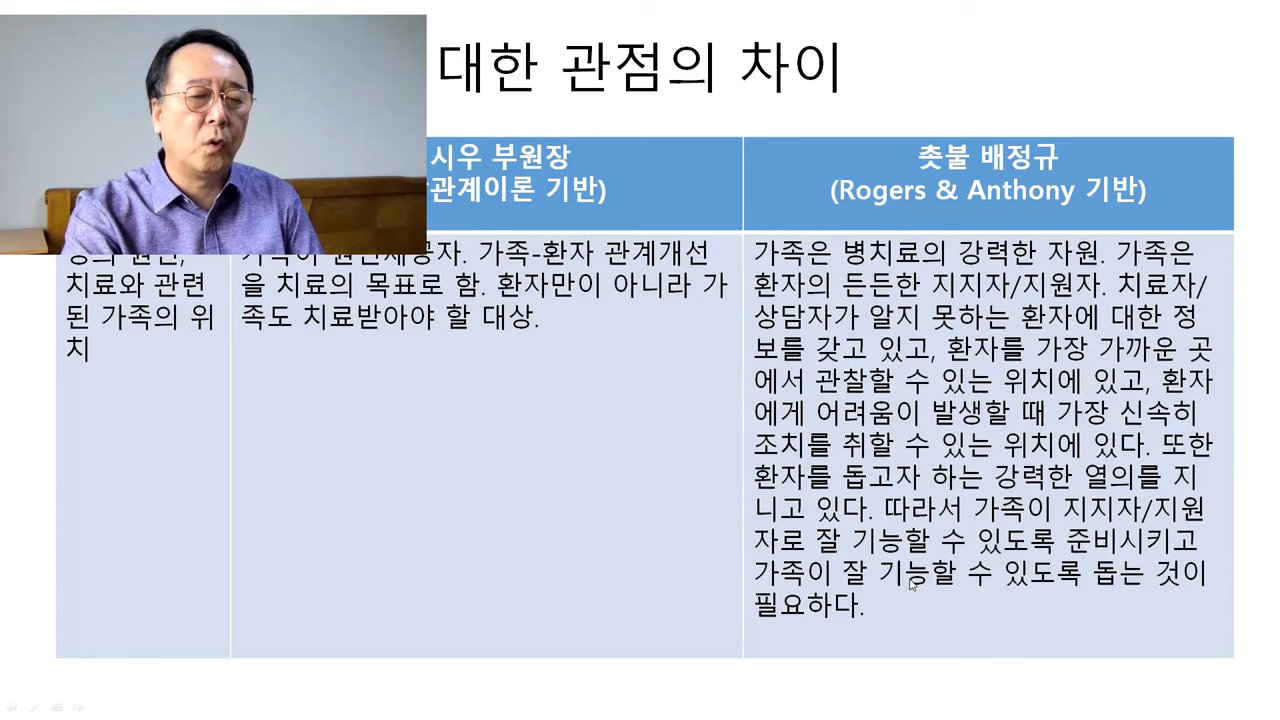 대한 관점의 차이
시우 부원장
관계이론 기반)
촛불 배정규
(Rogers & Anthony 기반)
치료와 관련
된 가족의 위
치
가족-환자 관계개선
을 치료의 목표로 함. 환자만이 아니라 가
족도 치료받아야 할 대상.
가족은 병치료의 강력한 자원. 가족은
환자의 든든한 지지자/지원자. 치료자/
상담자가 알지 못하는 환자에 대한 정
보를 갖고 있고, 환자를 가장 가까운 곳
에서 관찰할 수 있는 위치에 있고, 환자
에게 어려움이 발생할 때 가장 신속히
조치를 취할 수 있는 위치에 있다. 또한
환자를 돕고자 하는 강력한 열의를 지
니고 있다. 따라서 가족이 지지자/지원
자로 잘 기능할 수 있도록 준비시키고
가족이 잘 기능할 수 있도록 돕는 것이
필요하다.